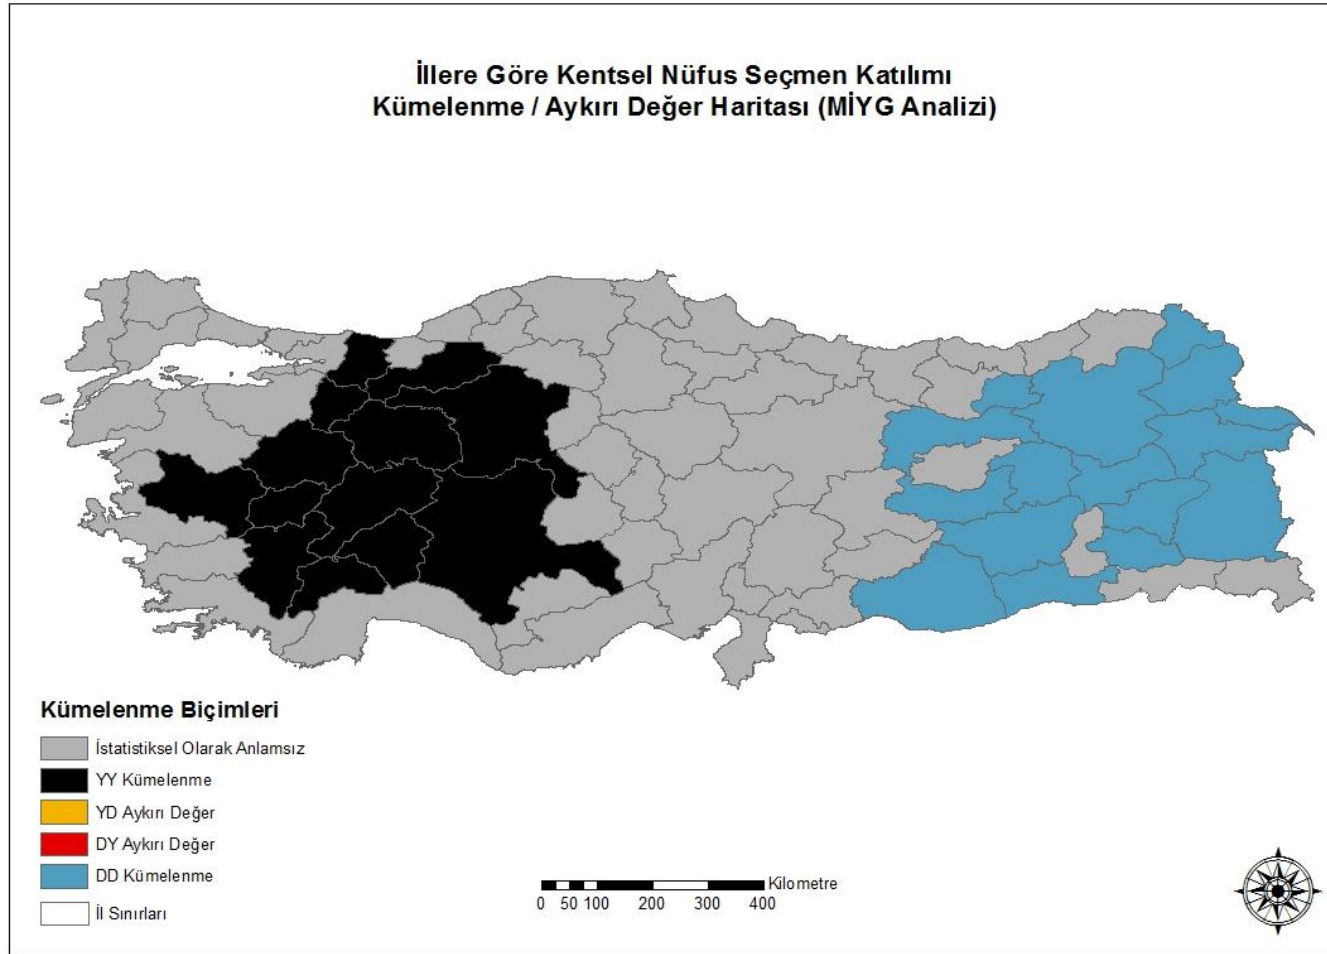 İllere Göre Kentsel Nüfus Seçmen Katılımı
Kümelenme / Aykırı Değer Haritası (MİYG Analizi)
Kümelenme Biçimleri
İstatistiksel Olarak Anlamsız
YY Kümelenme
YD Aykırı Değer
DY Aykırı Değer
DD Kümelenme
İl Sınırları
Kilometre
0 50 100 200 300 400